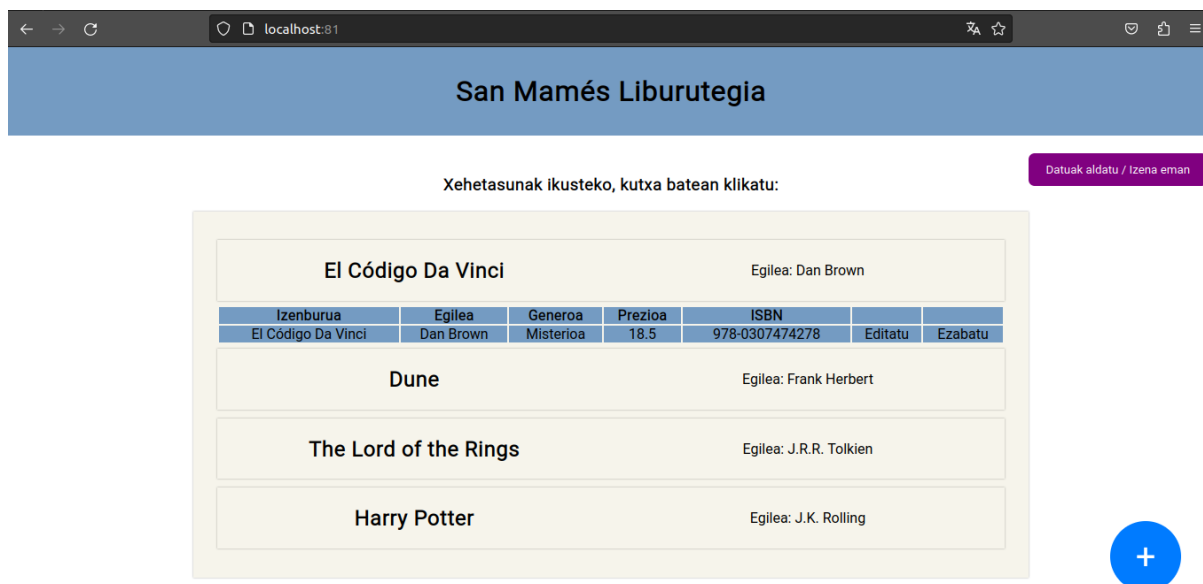 localhost:81
San Mamés Liburutegia
Datuak aldatu / Izena eman
Xehetasunak ikusteko, kutxa batean klikatu:
El Código Da Vinci Egilea: Dan Brown
Izenburua Egilea Generoa Prezioa ISBN
El Código Da Vinci Dan Brown Misterioa 18.5 978-0307474278 Editatu Ezabatu
Dune Egilea: Frank Herbert
The Lord of the Rings Egilea: J.R.R. Tolkien
Harry Potter Egilea: J.K. Rolling
+